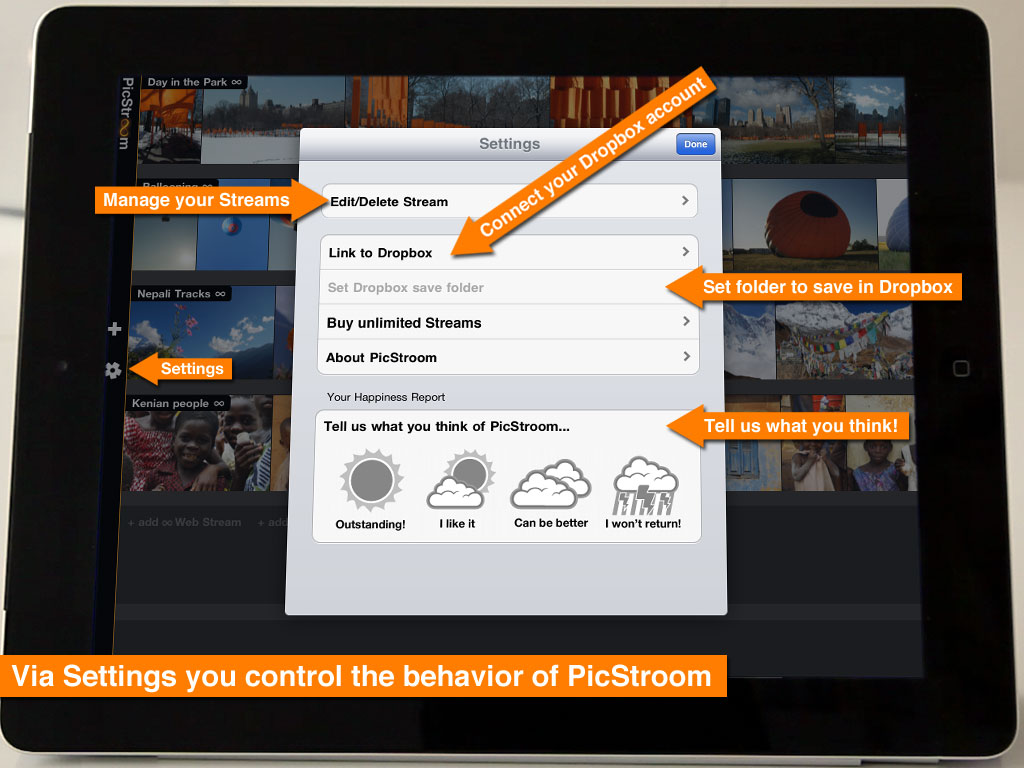 PicStroom
Day in the Park ∞
Settings
Done
Connect your Dropbox account
Ballooning ∞
Manage your Streams
Edit/Delete Stream
Link to Dropbox
Set Dropbox save folder
Set folder to save in Dropbox
Nepali Tracks ∞
Buy unlimited Streams
About PicStroom
Settings
Your Happiness Report
Kenian people ∞
Tell us what you think of PicStroom...
Tell us what you think!
Outstanding!
I like it
Can be better
I won't return!
+ add ∞ Web Stream
+ add
Via Settings you control the behavior of PicStroom